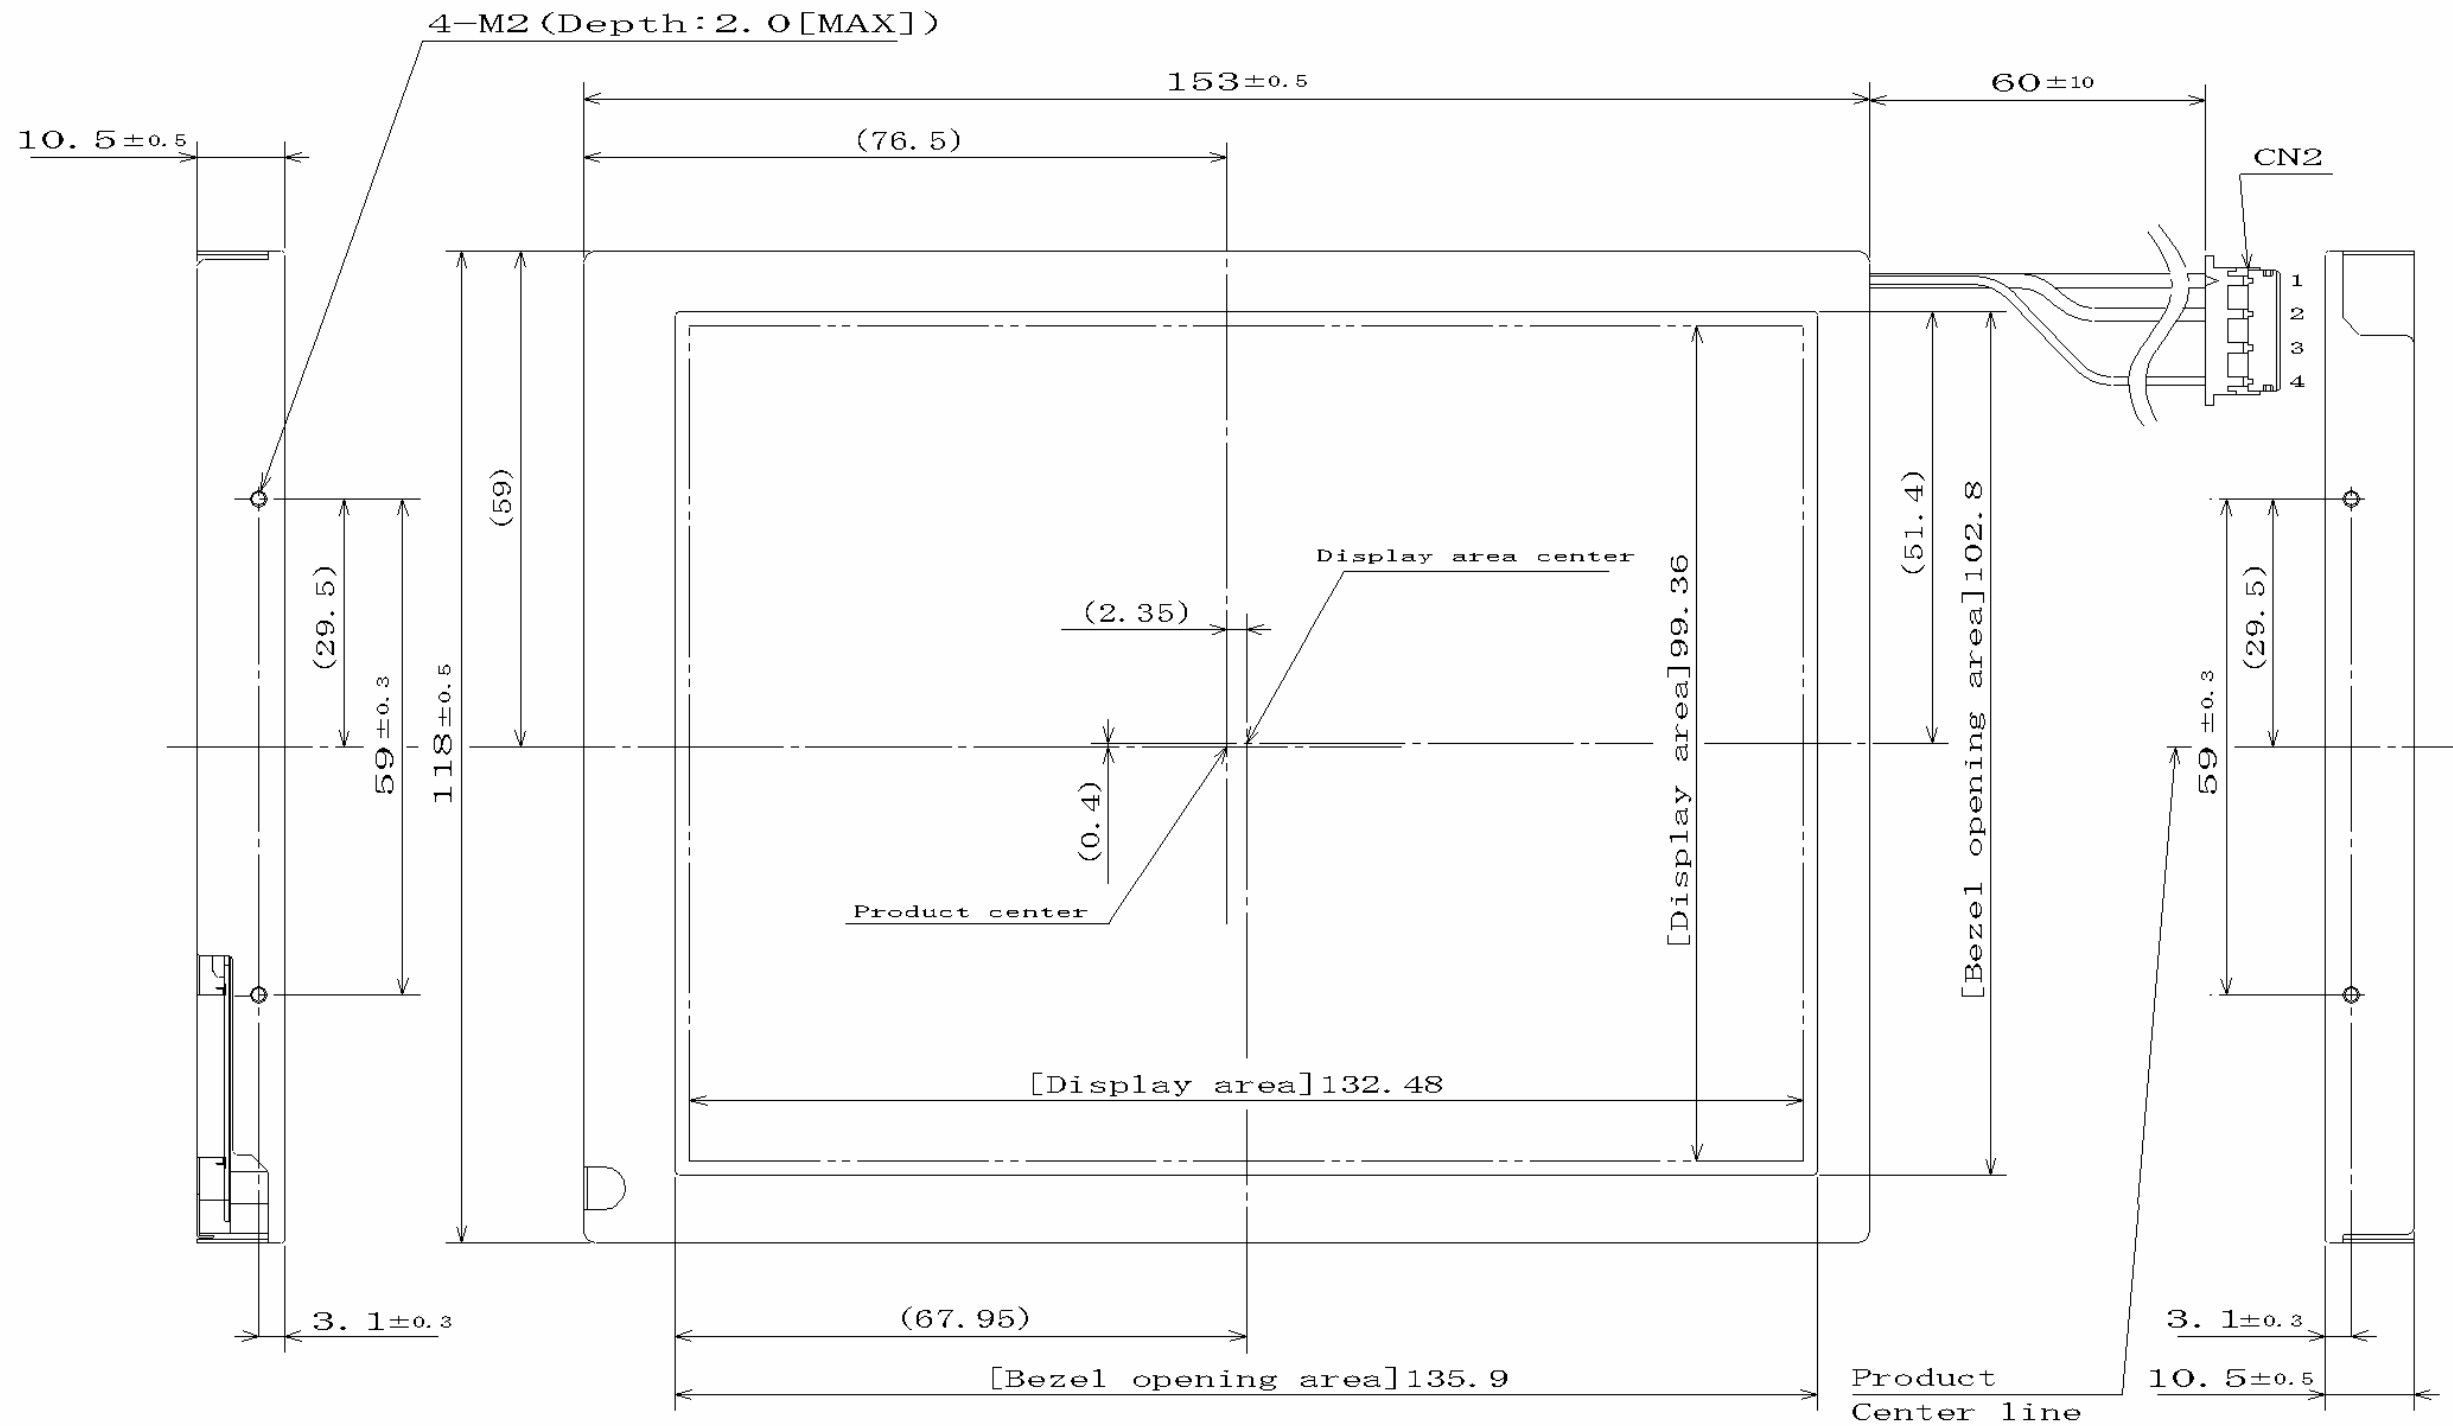 4-M2(Depth:2.0[MAX])
153±0.5
60±10
10.5±0.5
(76.5)
CN2
1
2
3
4
(59)
(51.4)
[Bezel opening area]102.8
Display area center
[Display area]99.36
(29.5)
(2.35)
(29.5)
59±0.3
118±0.5
59±0.3
(0.4)
Product center
[Display area]132.48
3.1±0.3
(67.95)
3.1±0.3
[Bezel opening area]135.9
Product
Center line
10.5±0.5